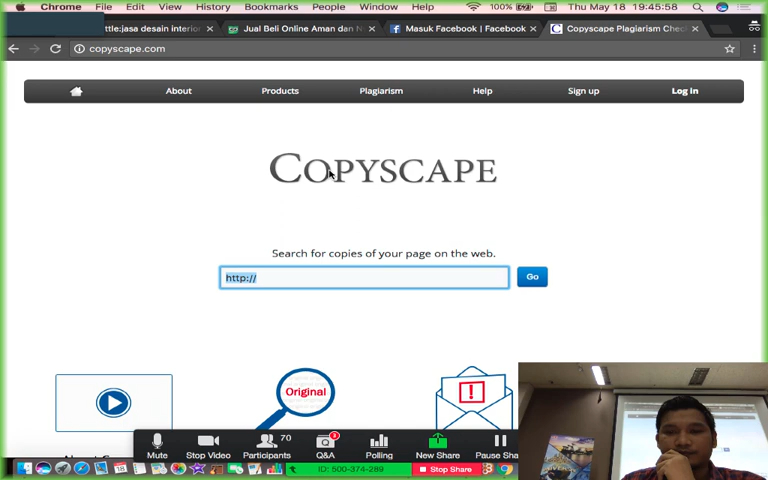 Chrome File Edit View History Bookmarks People Window Help 100% Thu May 18 19:45:58
ttle:jasa desain interior × Jual Beli Online Aman dan N × Masuk Facebook | Facebook × Copyscape Plagiarism Chec ×
copyscape.com
About Products Plagiarism Help Sign up Log in
COPYSCAPE
Search for copies of your page on the web.
http:// Go
Original
!
70
Mute Stop Video Participants Q&A Polling New Share Pause Sha
ID: 500-374-289 Stop Share